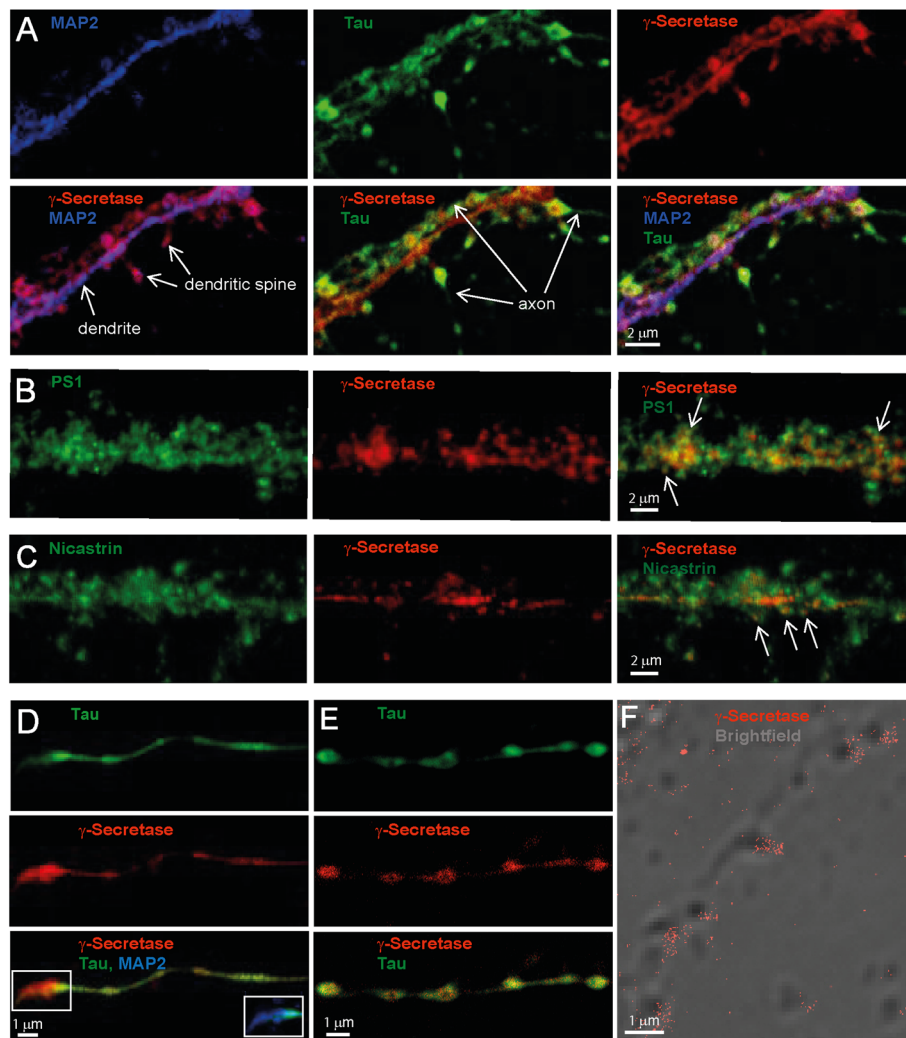 A
MAP2
Tau
γ-Secretase
γ-Secretase
MAP2
dendritic spine
dendrite
γ-Secretase
Tau
axon
γ-Secretase
MAP2
Tau
2 μm
B
PS1
γ-Secretase
γ-Secretase
PS1
2 μm
C
Nicastrin
γ-Secretase
γ-Secretase
Nicastrin
2 μm
D
Tau
γ-Secretase
γ-Secretase
Tau, MAP2
1 μm
E
Tau
γ-Secretase
γ-Secretase
Tau
1 μm
F
γ-Secretase
Brightfield
1 μm